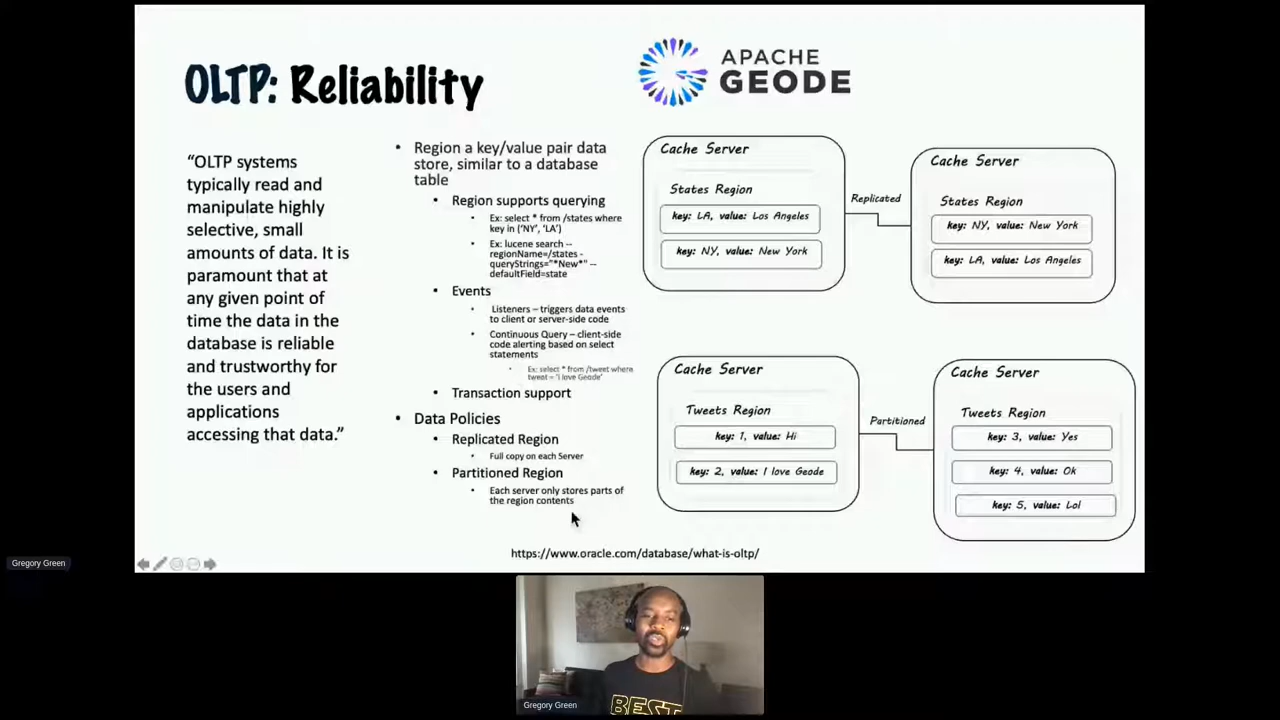 OLTP: Reliability
APACHE
GEODE
“OLTP systems
typically read and
manipulate highly
selective, small
amounts of data. It is
paramount that at
any given point of
time the data in the
database is reliable
and trustworthy for
the users and
applications
accessing that data.”
• Region a key/value pair data
store, similar to a database
table
• Region supports querying
• Ex: select * from /states where
key in (‘NY’, ‘LA’)
• Ex: lucene search --
regionName=/states -
queryStrings="*New*" --
defaultField=state
• Events
• Listeners – triggers data events
to client or server-side code
• Continuous Query – client-side
code alerting based on select
statements
• Ex: select * from /tweet where
tweet = ‘I love Geode’
• Transaction support
• Data Policies
• Replicated Region
• Full copy on each Server
• Partitioned Region
• Each server only stores parts of
the region contents
Cache Server
States Region
key: LA, value: Los Angeles
key: NY, value: New York
Replicated
Cache Server
States Region
key: NY, value: New York
key: LA, value: Los Angeles
Cache Server
Tweets Region
key: 1, value: Hi
key: 2, value: I love Geode
Partitioned
Cache Server
Tweets Region
key: 3, value: Yes
key: 4, value: Ok
key: 5, value: Lol
https://www.oracle.com/database/what-is-oltp/
Gregory Green
Gregory Green
BEST